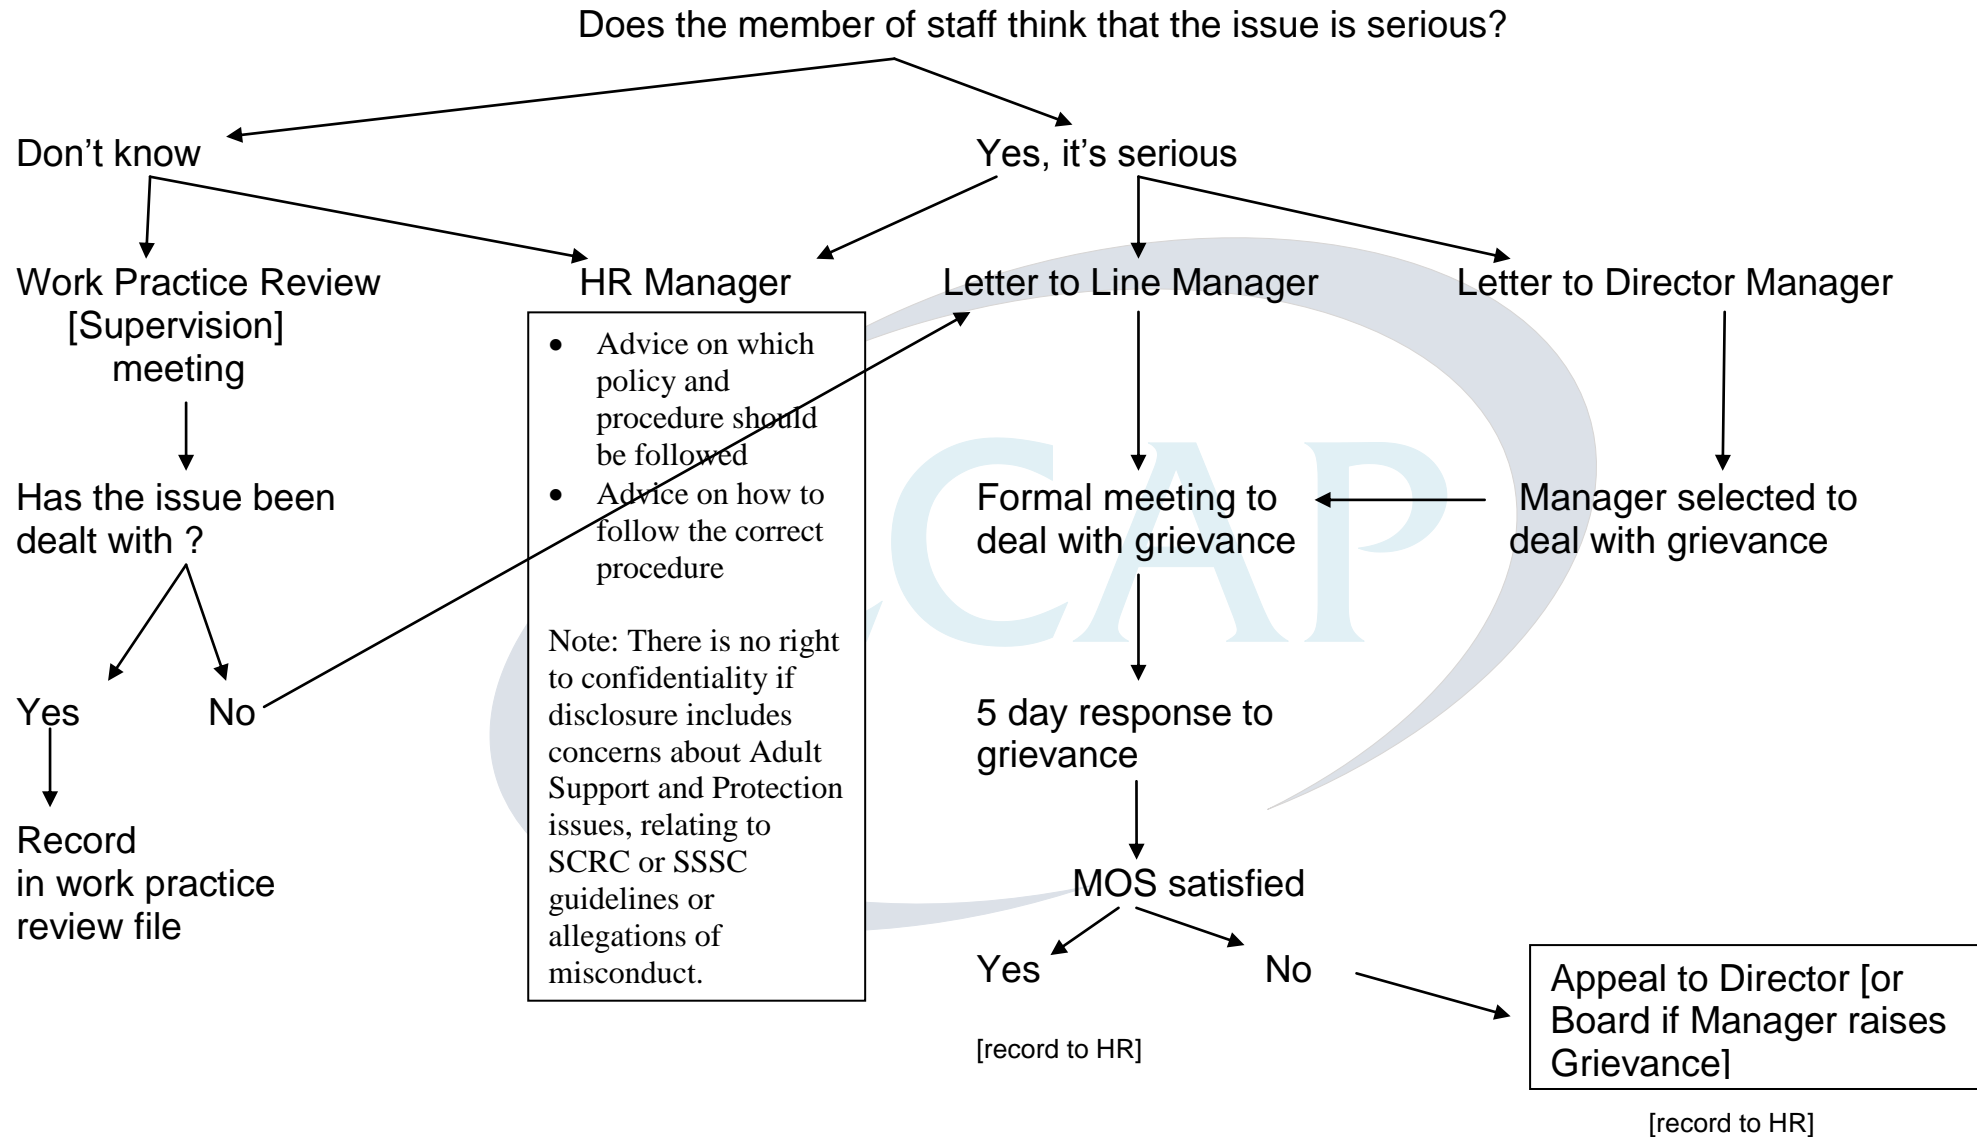 Does the member of staff think that the issue is serious?
Don’t know
Yes, it’s serious
Work Practice Review
[Supervision]
meeting
HR Manager
Letter to Line Manager
Letter to Director Manager
• Advice on which
policy and
procedure should
be followed
• Advice on how to
follow the correct
procedure
Note: There is no right
to confidentiality if
disclosure includes
concerns about Adult
Support and Protection
issues, relating to
SCRC or SSSC
guidelines or
allegations of
misconduct.
Has the issue been
dealt with ?
Formal meeting to
deal with grievance
Manager selected to
deal with grievance
Yes
No
5 day response to
grievance
Record
in work practice
review file
MOS satisfied
Yes
No
[record to HR]
Appeal to Director [or
Board if Manager raises
Grievance]
[record to HR]
CAP